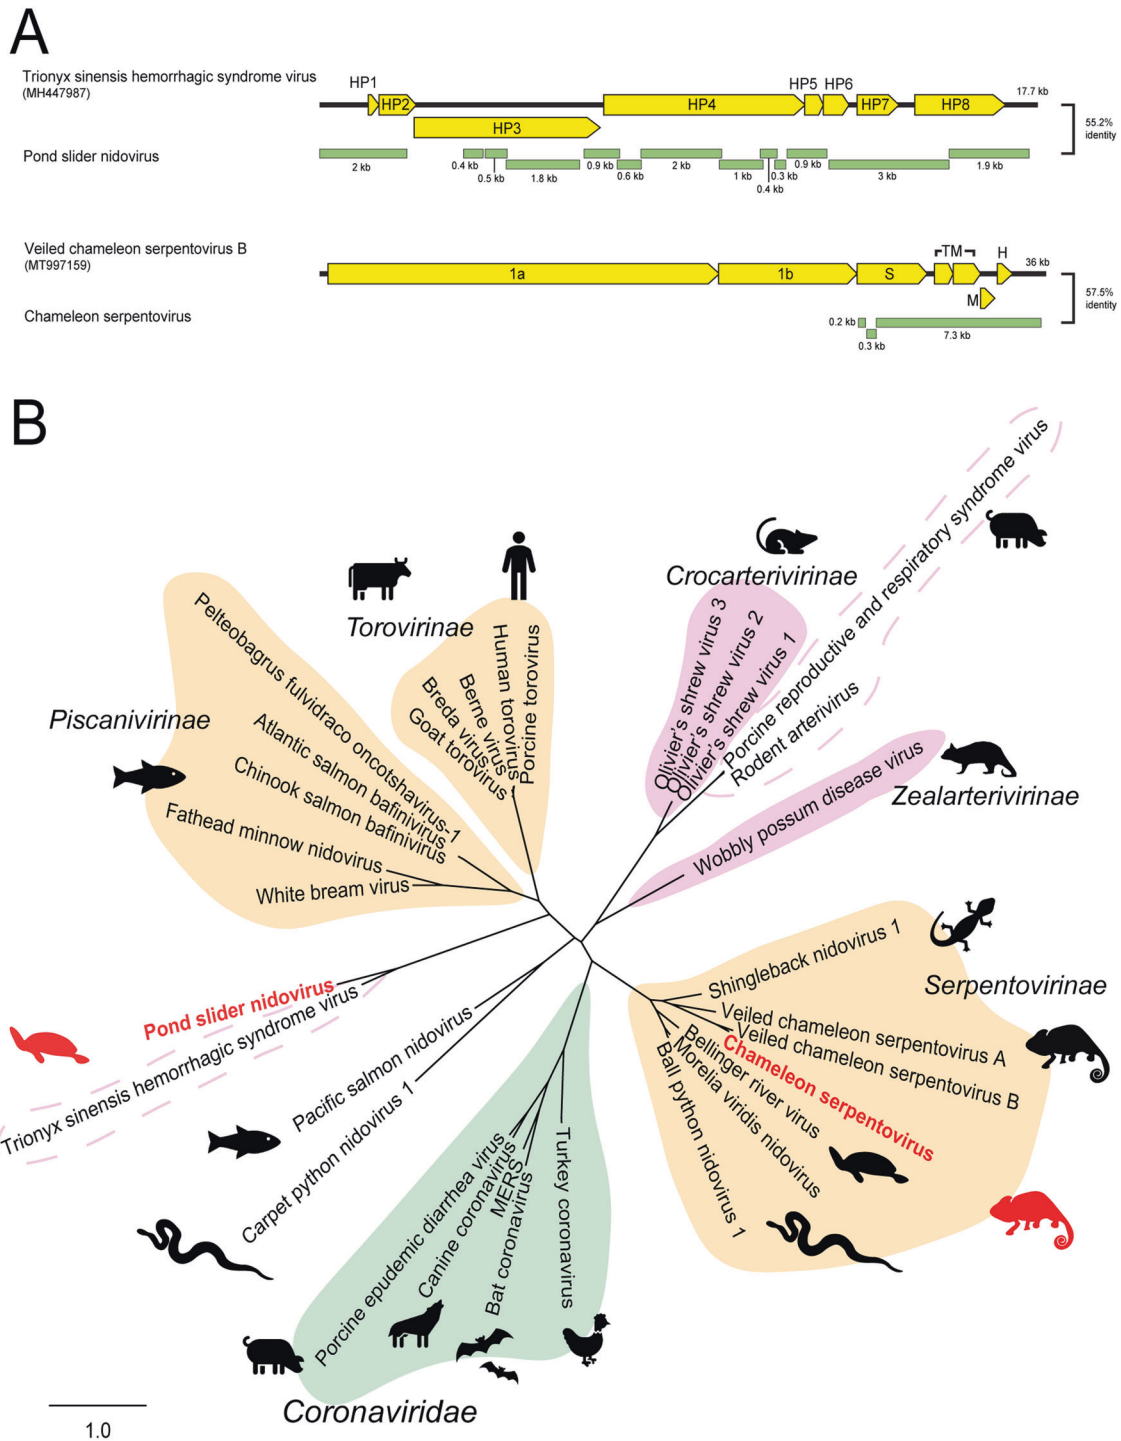 A
Trionyx sinensis hemorrhagic syndrome virus
(MH447987)
HP1
HP2
HP3
HP4
HP5
HP6
HP7
HP8
17.7 kb
55.2%
identity
Pond slider nidovirus
2 kb
0.4 kb
0.5 kb
1.8 kb
0.9 kb
0.6 kb
2 kb
1 kb
0.4 kb
0.3 kb
0.9 kb
3 kb
1.9 kb
Veiled chameleon serpentovirus B
(MT997159)
1a
1b
S
TM
M
H
36 kb
57.5%
identity
Chameleon serpentovirus
0.2 kb
0.3 kb
7.3 kb
B
Piscanivirinae
Pelteobagrus fulvidraco oncotshavirus-1
Atlantic salmon bafinivirus
Chinook salmon bafinivirus
Fathead minnow nidovirus
White bream virus
Torovirinae
Goat torovirus
Breda virus
Berne virus
Human torovirus
Porcine torovirus
Crocarterivirinae
Olivier's shrew virus 3
Olivier's shrew virus 2
Olivier's shrew virus 1
Porcine reproductive and respiratory syndrome virus
Rodent arterivirus
Wobbly possum disease virus
Zealarterivirinae
Serpentovirinae
Shingleback nidovirus 1
Veiled chameleon serpentovirus A
Veiled chameleon serpentovirus B
Chameleon serpentovirus
Bellinger river virus
Morelia viridis nidovirus
Ball python nidovirus 1
Pond slider nidovirus
Trionyx sinensis hemorrhagic syndrome virus
Pacific salmon nidovirus
Carpet python nidovirus 1
Porcine epudemic diarrhea virus
Canine coronavirus
MERS
Bat coronavirus
Turkey coronavirus
Coronaviridae
1.0